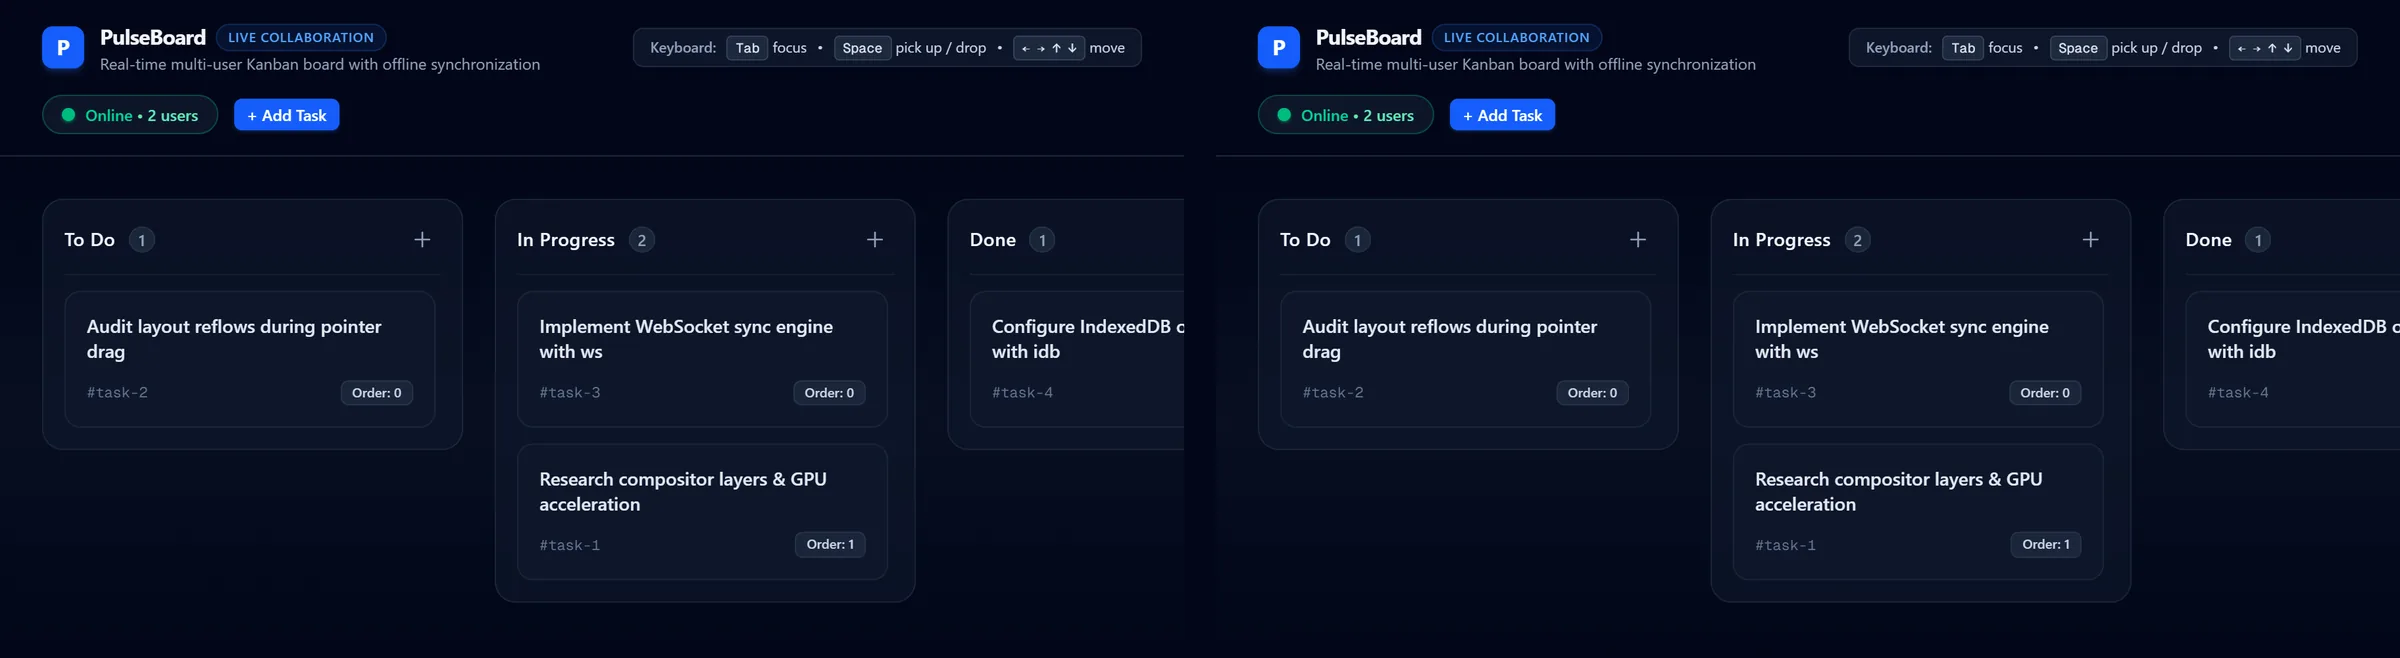 P PulseBoard LIVE COLLABORATION
Real-time multi-user Kanban board with offline synchronization
Keyboard: Tab focus • Space pick up / drop • ← → ↑ ↓ move
Online • 2 users + Add Task
To Do 1 +
Audit layout reflows during pointer
drag
#task-2 Order: 0
In Progress 2 +
Implement WebSocket sync engine
with ws
#task-3 Order: 0
Research compositor layers & GPU
acceleration
#task-1 Order: 1
Done 1
Configure IndexedDB
with idb
#task-4
P PulseBoard LIVE COLLABORATION
Real-time multi-user Kanban board with offline synchronization
Keyboard: Tab focus • Space pick up / drop • ← → ↑ ↓ move
Online • 2 users + Add Task
To Do 1 +
Audit layout reflows during pointer
drag
#task-2 Order: 0
In Progress 2 +
Implement WebSocket sync engine
with ws
#task-3 Order: 0
Research compositor layers & GPU
acceleration
#task-1 Order: 1
Done 1
Configure IndexedDB
with idb
#task-4